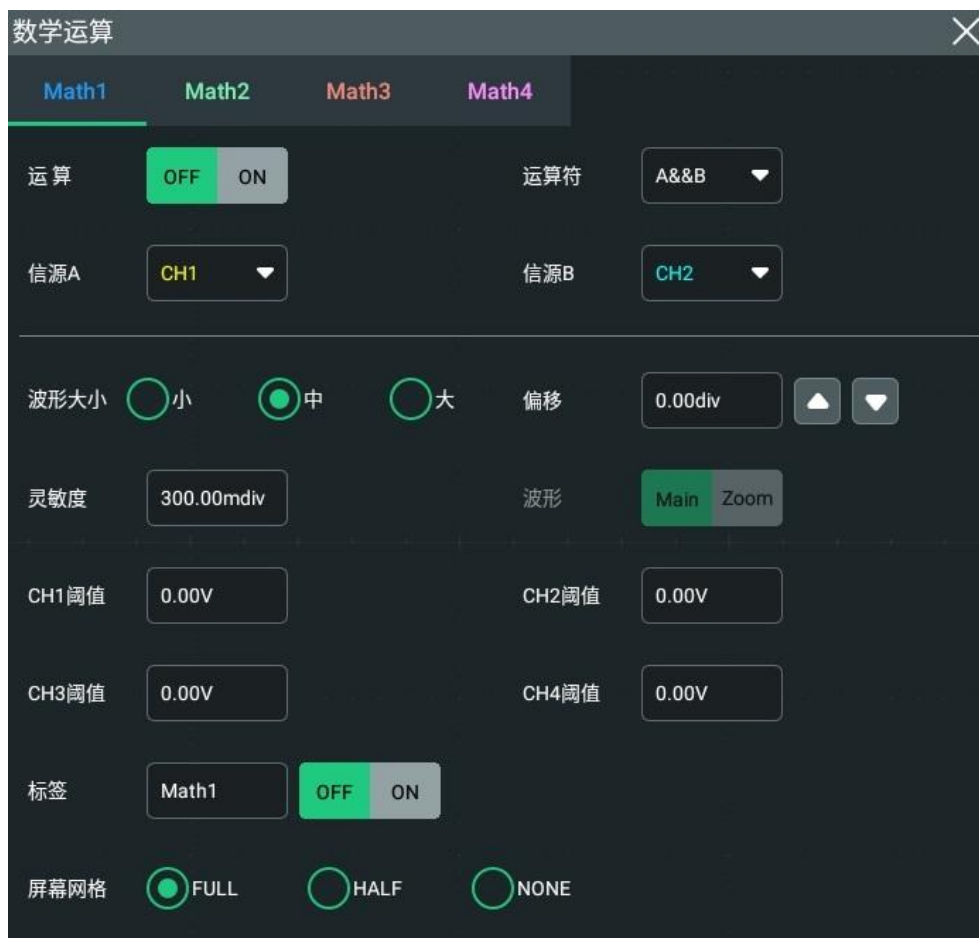 数学运算
Math1 Math2 Math3 Math4
运算 OFF ON 运算符 A&&B
信源A CH1 信源B CH2
波形大小 小 中 大 偏移 0.00div
灵敏度 300.00mdiv 波形 Main Zoom
CH1阈值 0.00V CH2阈值 0.00V
CH3阈值 0.00V CH4阈值 0.00V
标签 Math1 OFF ON
屏幕网格 FULL HALF NONE